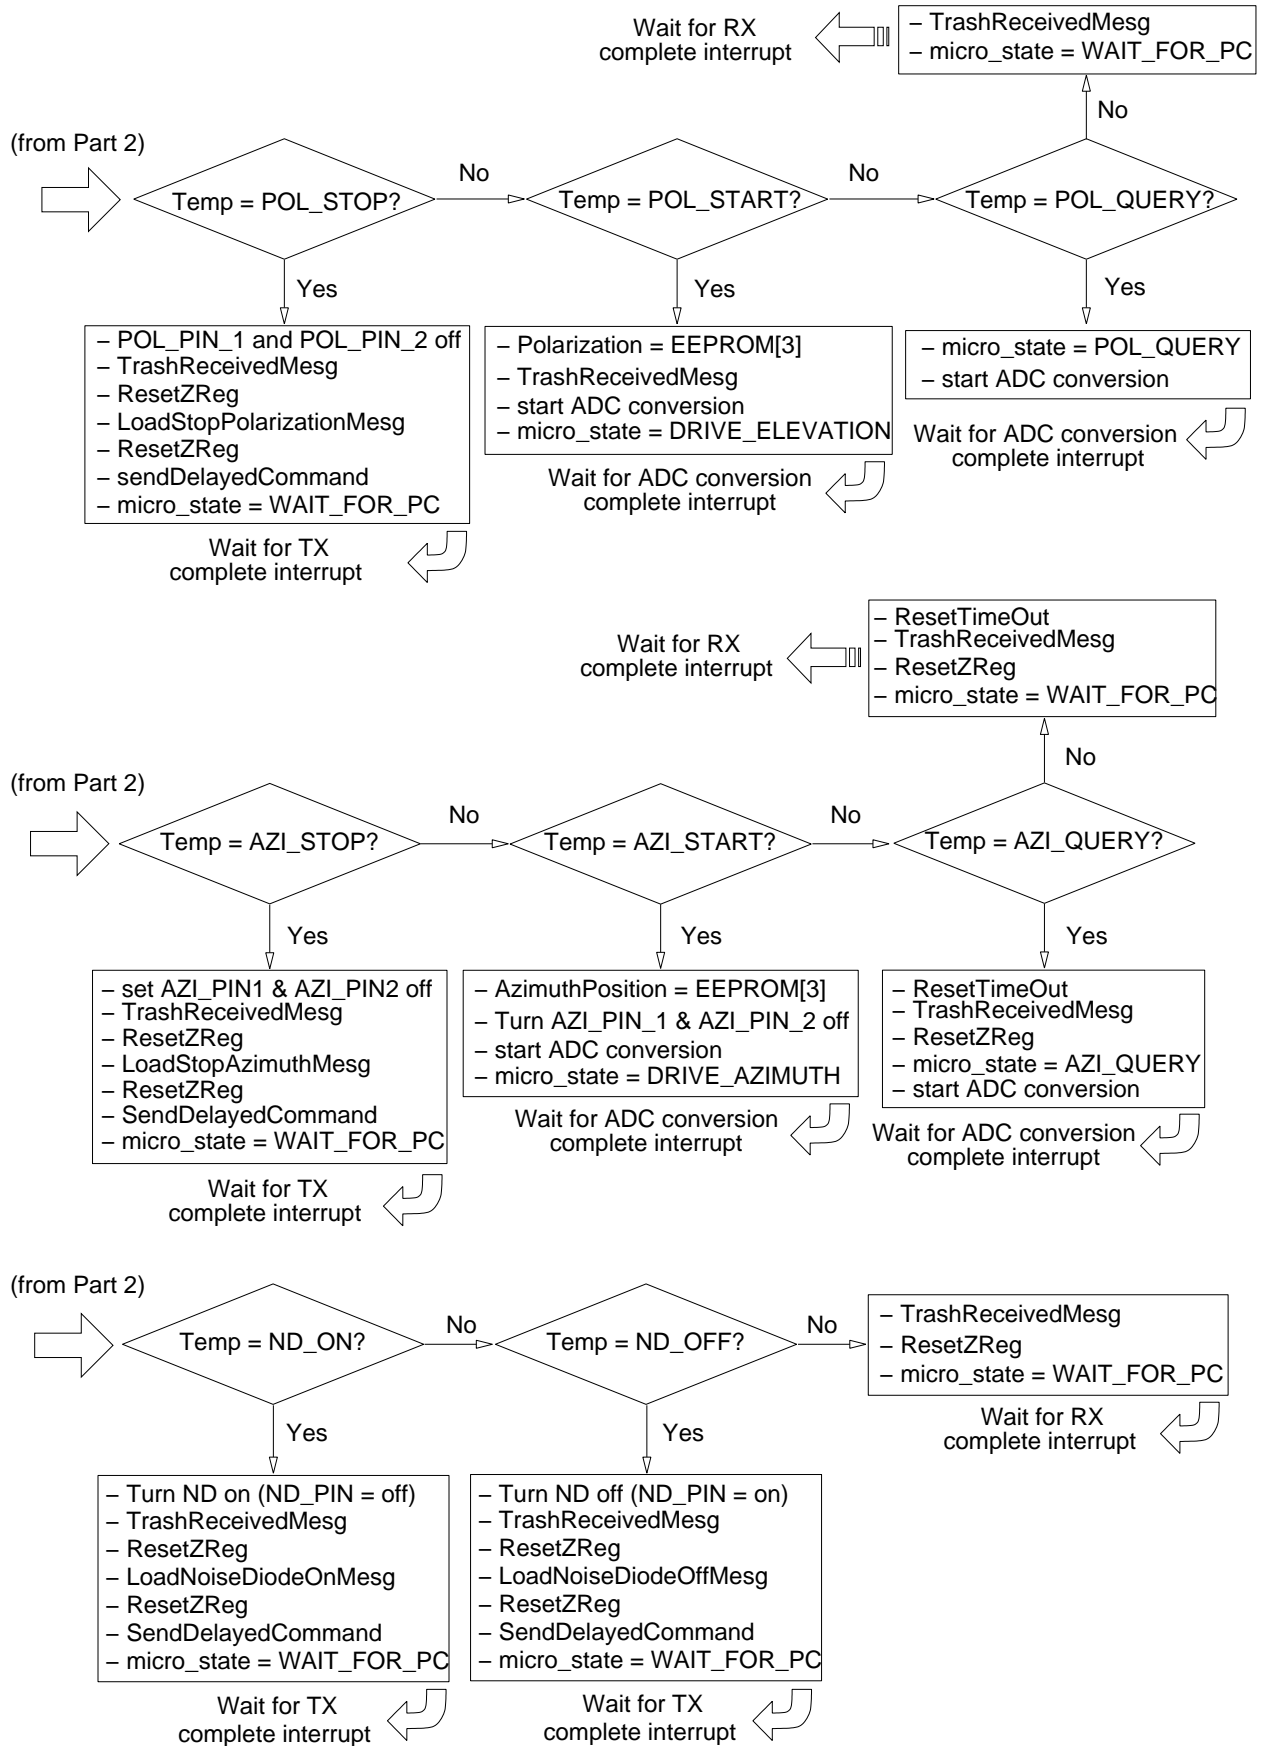 Wait for RX
complete interrupt
– TrashReceivedMesg
– micro_state = WAIT_FOR_PC
No
(from Part 2)
Temp = POL_STOP?
No
Temp = POL_START?
No
Temp = POL_QUERY?
Yes
Yes
Yes
– POL_PIN_1 and POL_PIN_2 off
– TrashReceivedMesg
– ResetZReg
– LoadStopPolarizationMesg
– ResetZReg
– sendDelayedCommand
– micro_state = WAIT_FOR_PC
Wait for TX
complete interrupt
– Polarization = EEPROM[3]
– TrashReceivedMesg
– start ADC conversion
– micro_state = DRIVE_ELEVATION
Wait for ADC conversion
complete interrupt
– micro_state = POL_QUERY
– start ADC conversion
Wait for ADC conversion
complete interrupt
Wait for RX
complete interrupt
– ResetTimeOut
– TrashReceivedMesg
– ResetZReg
– micro_state = WAIT_FOR_PC
No
(from Part 2)
Temp = AZI_STOP?
No
Temp = AZI_START?
No
Temp = AZI_QUERY?
Yes
Yes
Yes
– set AZI_PIN1 & AZI_PIN2 off
– TrashReceivedMesg
– ResetZReg
– LoadStopAzimuthMesg
– ResetZReg
– SendDelayedCommand
– micro_state = WAIT_FOR_PC
Wait for TX
complete interrupt
– AzimuthPosition = EEPROM[3]
– Turn AZI_PIN_1 & AZI_PIN_2 off
– start ADC conversion
– micro_state = DRIVE_AZIMUTH
Wait for ADC conversion
complete interrupt
– ResetTimeOut
– TrashReceivedMesg
– ResetZReg
– micro_state = AZI_QUERY
– start ADC conversion
Wait for ADC conversion
complete interrupt
(from Part 2)
Temp = ND_ON?
No
Temp = ND_OFF?
No
– TrashReceivedMesg
– ResetZReg
– micro_state = WAIT_FOR_PC
Wait for RX
complete interrupt
Yes
Yes
– Turn ND on (ND_PIN = off)
– TrashReceivedMesg
– ResetZReg
– LoadNoiseDiodeOnMesg
– ResetZReg
– SendDelayedCommand
– micro_state = WAIT_FOR_PC
Wait for TX
complete interrupt
– Turn ND off (ND_PIN = on)
– TrashReceivedMesg
– ResetZReg
– LoadNoiseDiodeOffMesg
– ResetZReg
– SendDelayedCommand
– micro_state = WAIT_FOR_PC
Wait for TX
complete interrupt